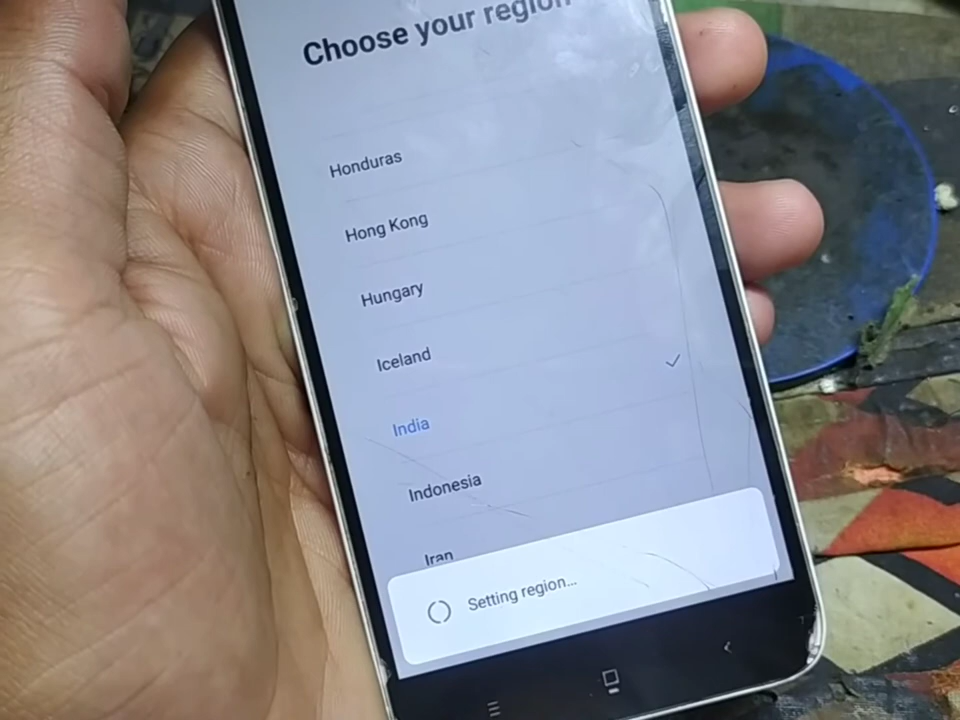 Choose your region
Honduras
Hong Kong
Hungary
Iceland
India
Indonesia
Iran
Setting region...